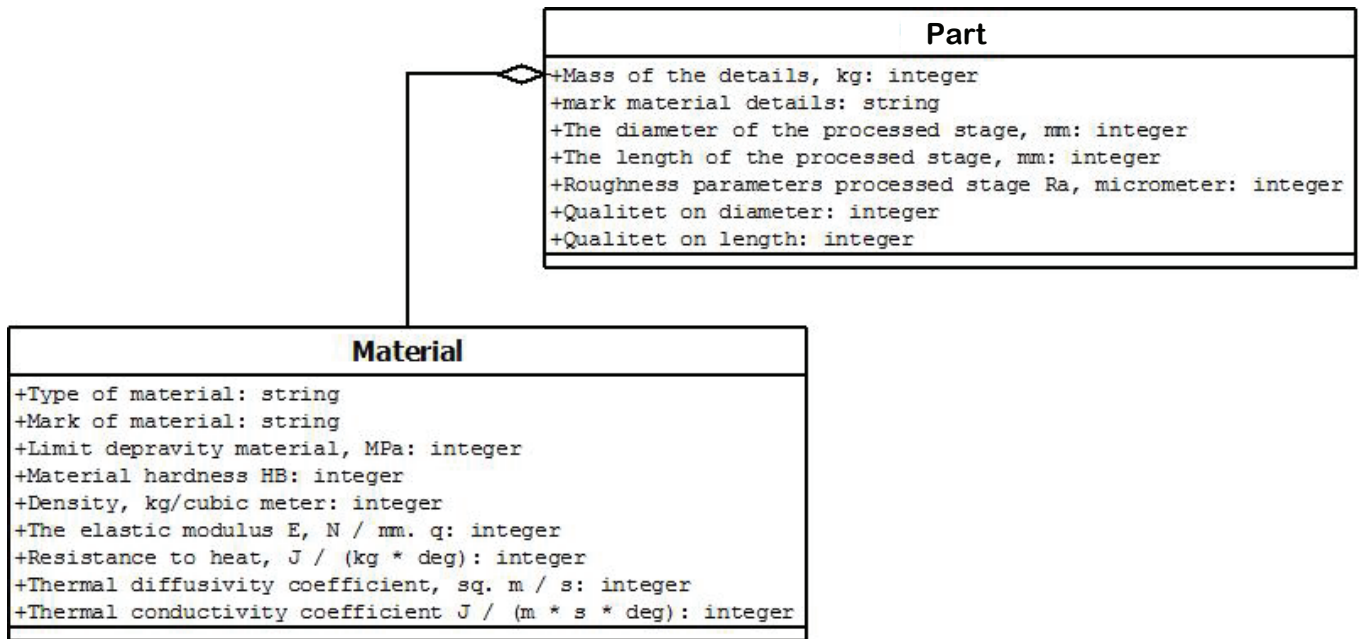 Part
+Mass of the details, kg: integer
+mark material details: string
+The diameter of the processed stage, mm: integer
+The length of the processed stage, mm: integer
+Roughness parameters processed stage Ra, micrometer: integer
+Qualitet on diameter: integer
+Qualitet on length: integer
Material
+Type of material: string
+Mark of material: string
+Limit depravity material, MPa: integer
+Material hardness HB: integer
+Density, kg/cubic meter: integer
+The elastic modulus E, N / mm. q: integer
+Resistance to heat, J / (kg * deg): integer
+Thermal diffusivity coefficient, sq. m / s: integer
+Thermal conductivity coefficient J / (m * s * deg): integer